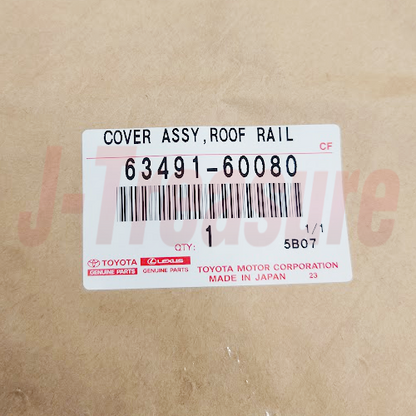 COVER ASSY,ROOF RAIL
CF
63491-60080
QTY: 1 1/1
5B07
TOYOTA LEXUS
GENUINE PARTS GENUINE PARTS
TOYOTA MOTOR CORPORATION
MADE IN JAPAN 23
J-Treasure